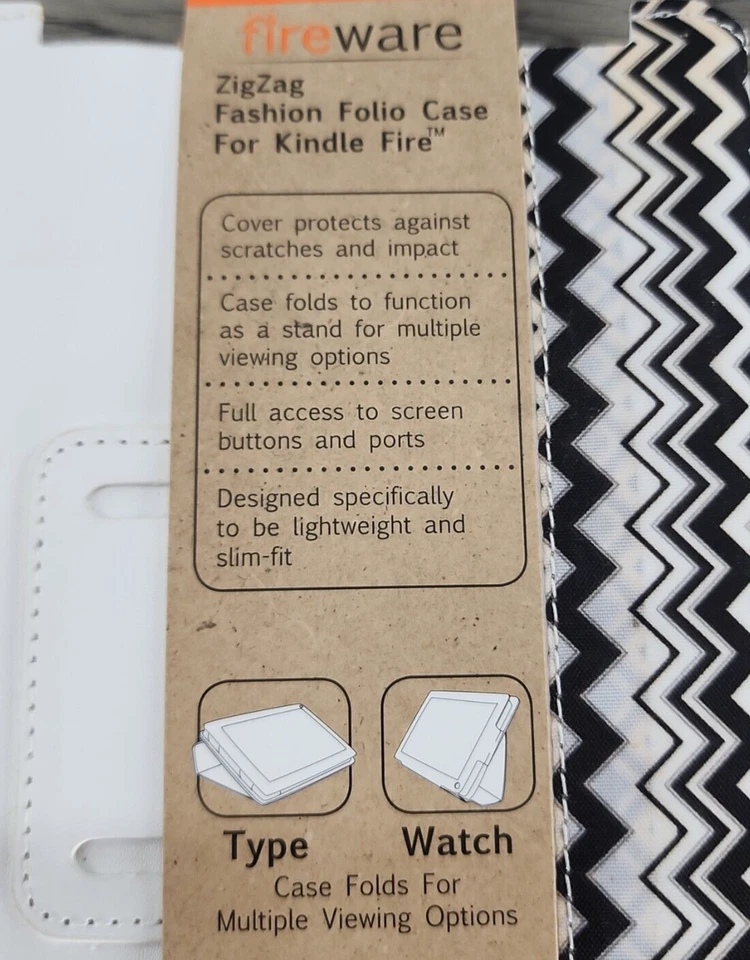 fireware
ZigZag
Fashion Folio Case
For Kindle Fire™
Cover protects against
scratches and impact
Case folds to function
as a stand for multiple
viewing options
Full access to screen
buttons and ports
Designed specifically
to be lightweight and
slim-fit
Type Watch
Case Folds For
Multiple Viewing Options